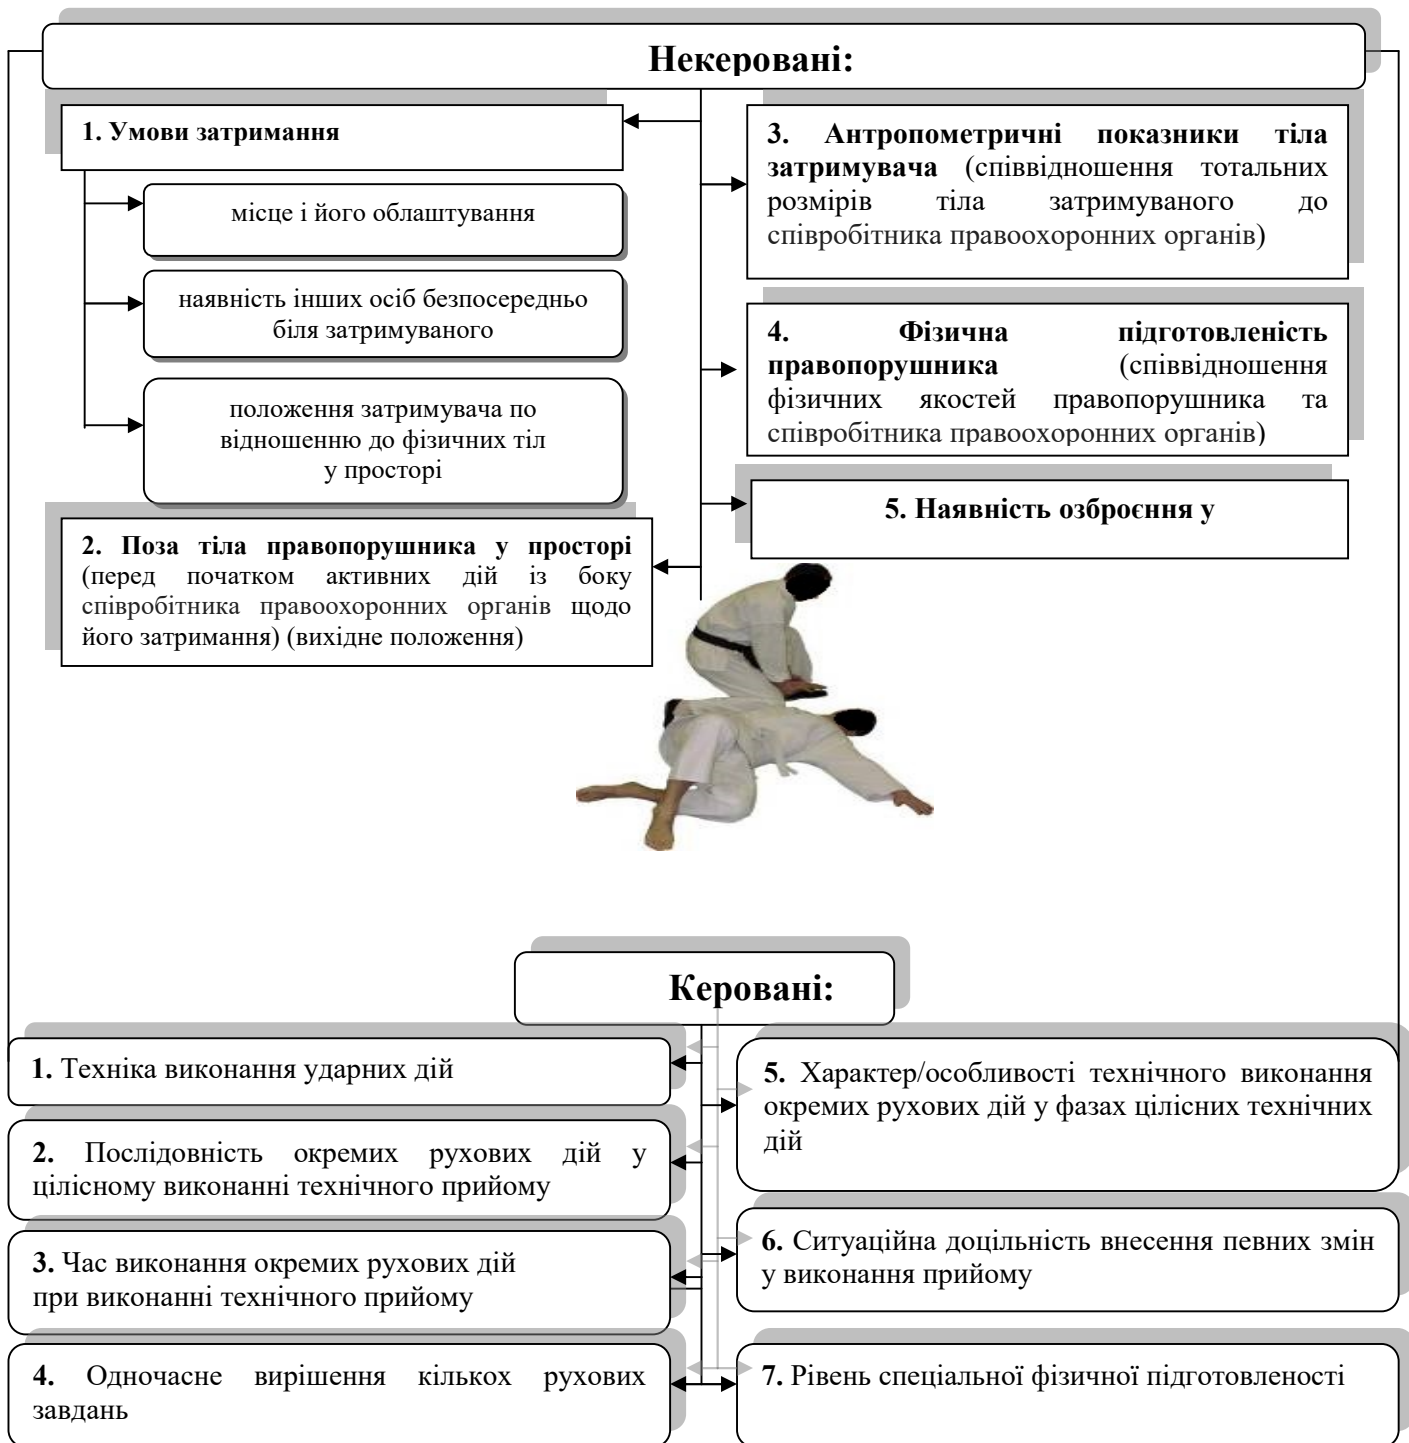 Некеровані:
1. Умови затримання
місце і його облаштування
наявність інших осіб безпосередньо
біля затримуваного
положення затримувача по
відношенню до фізичних тіл
у просторі
2. Поза тіла правопорушника у просторі
(перед початком активних дій із боку
співробітника правоохоронних органів щодо
його затримання) (вихідне положення)
3. Антропометричні показники тіла
затримувача (співвідношення тотальних
розмірів тіла затримуваного до
співробітника правоохоронних органів)
4. Фізична підготовленість
правопорушника (співвідношення
фізичних якостей правопорушника та
співробітника правоохоронних органів)
5. Наявність озброєння у
Керовані:
1. Техніка виконання ударних дій
2. Послідовність окремих рухових дій у
цілісному виконанні технічного прийому
3. Час виконання окремих рухових дій
при виконанні технічного прийому
4. Одночасне вирішення кількох рухових
завдань
5. Характер/особливості технічного виконання
окремих рухових дій у фазах цілісних технічних
дій
6. Ситуаційна доцільність внесення певних змін
у виконання прийому
7. Рівень спеціальної фізичної підготовленості